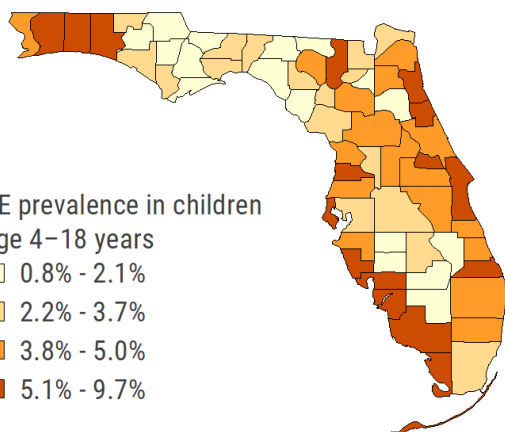 E prevalence in children
ge 4–18 years
0.8% - 2.1%
2.2% - 3.7%
3.8% - 5.0%
5.1% - 9.7%